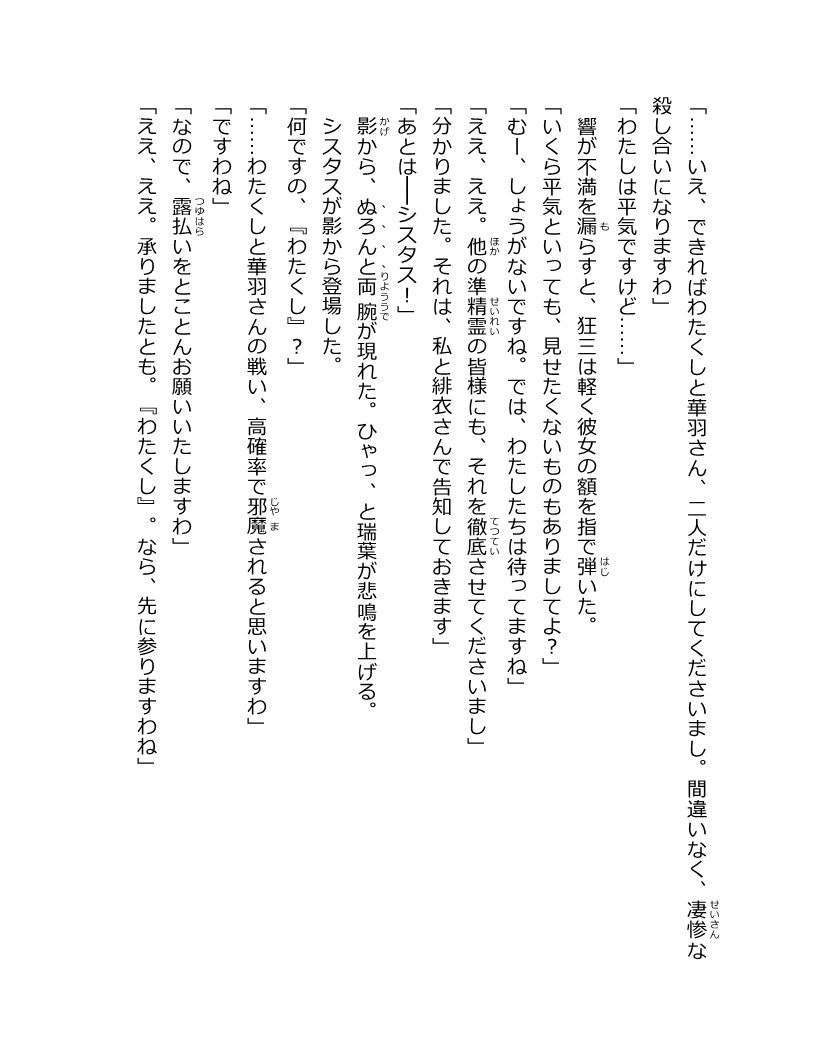 「……いえ、できればわたくしと華羽さん、二人だけにしてくださいまし。間違いなく、凄惨な
殺し合いになりますわ」
「わたしは平気ですけど……」
　響が不満を漏らすと、狂三は軽く彼女の額を指で弾いた。
「いくら平気といっても、見せたくないものもありましてよ？」
「むー、しょうがないですね。では、わたしたちは待ってますね」
「ええ、ええ。他の準精霊の皆様にも、それを徹底させてくださいまし」
「分かりました。それは、私と緋衣さんで告知しておきます」
「あとは──シスタス！」
　影から、ぬろんと両腕が現れた。ひゃっ、と瑞葉が悲鳴を上げる。
　シスタスが影から登場した。
「何ですの、『わたくし』？」
「……わたくしと華羽さんの戦い、高確率で邪魔されると思いますわ」
「ですわね」
「なので、露払いをとことんお願いいたしますわ」
「ええ、ええ。承りましたとも。『わたくし』。なら、先に参りますわね」